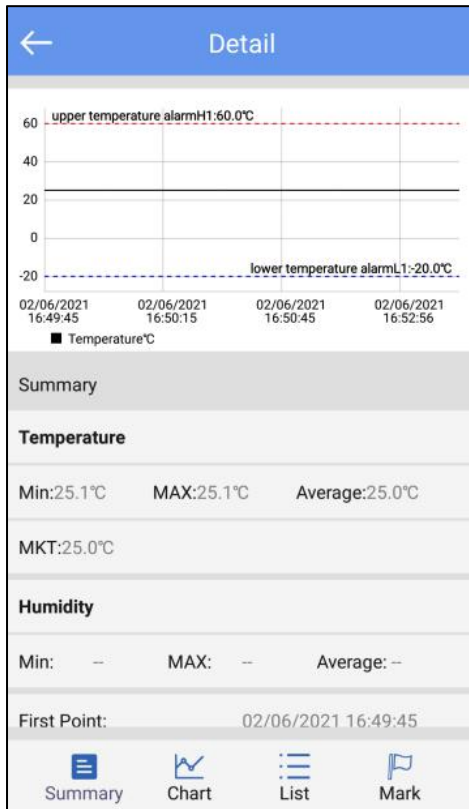 Detail
60
upper temperature alarmH1:60.0℃
40
20
0
-20
lower temperature alarmL1:-20.0℃
02/06/2021 02/06/2021 02/06/2021 02/06/2021
16:49:45 16:50:15 16:50:45 16:52:56
Temperature℃
Summary
Temperature
Min:25.1℃ MAX:25.1℃ Average:25.0℃
MKT:25.0℃
Humidity
Min: -- MAX: -- Average: --
First Point: 02/06/2021 16:49:45
Summary Chart List Mark